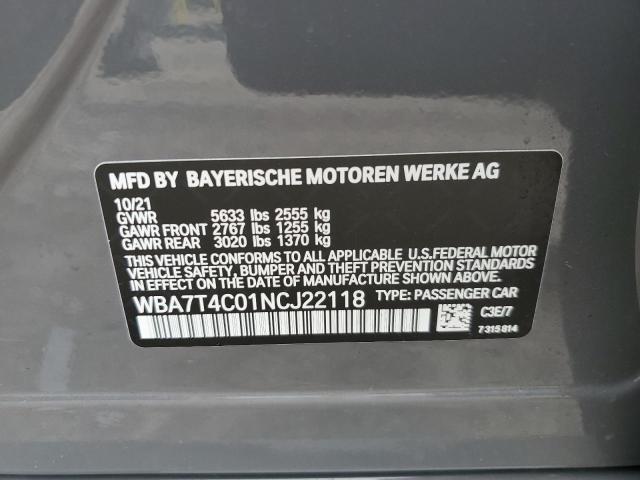 MFD BY BAYERISCHE MOTOREN WERKE AG
10/21
GVWR 5633 lbs 2555 kg
GAWR FRONT 2767 lbs 1255 kg
GAWR REAR 3020 lbs 1370 kg
THIS VEHICLE CONFORMS TO ALL APPLICABLE U.S.FEDERAL MOTOR
VEHICLE SAFETY, BUMPER AND THEFT PREVENTION STANDARDS
IN EFFECT ON THE DATE OF MANUFACTURE SHOWN ABOVE.
WBA7T4C01NCJ22118 TYPE: PASSENGER CAR
C3E/7
7315814